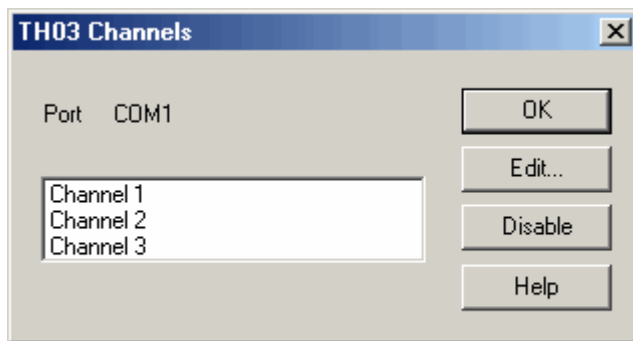 TH03 Channels
Port COM1
OK
Edit...
Channel 1
Channel 2
Channel 3
Disable
Help